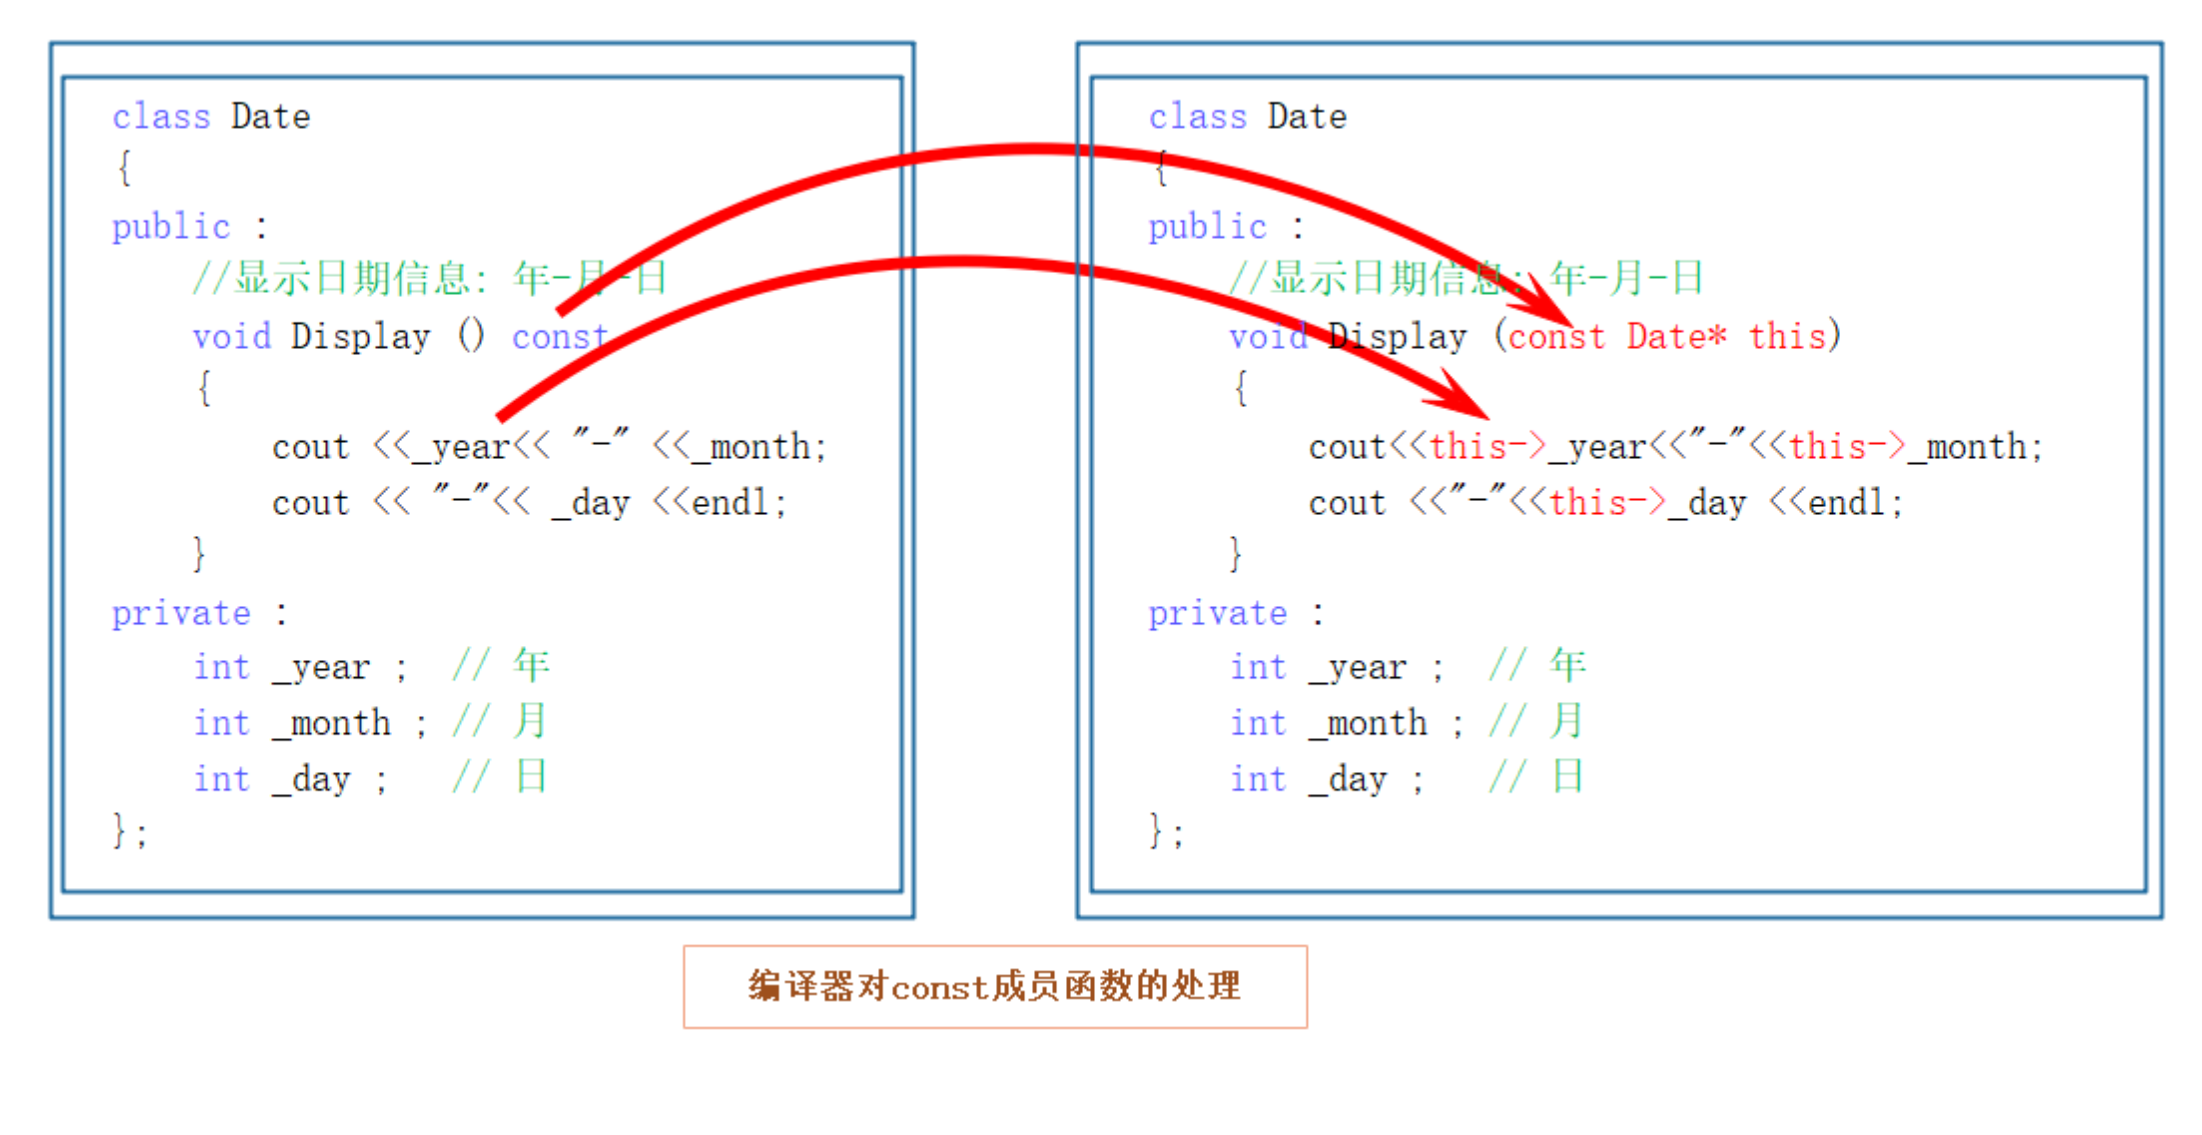 class Date
{
public :
//显示日期信息: 年-月-日
void Display () const
{
cout <<_year<< "-" <<_month;
cout << "-"<< _day <<endl;
}
private :
int _year ; // 年
int _month ; // 月
int _day ; // 日
};
class Date
{
public :
//显示日期信息: 年-月-日
void Display (const Date* this)
{
cout<<this->_year<<"-"<<this->_month;
cout <<"-"<<this->_day <<endl;
}
private :
int _year ; // 年
int _month ; // 月
int _day ; // 日
};
编译器对const成员函数的处理